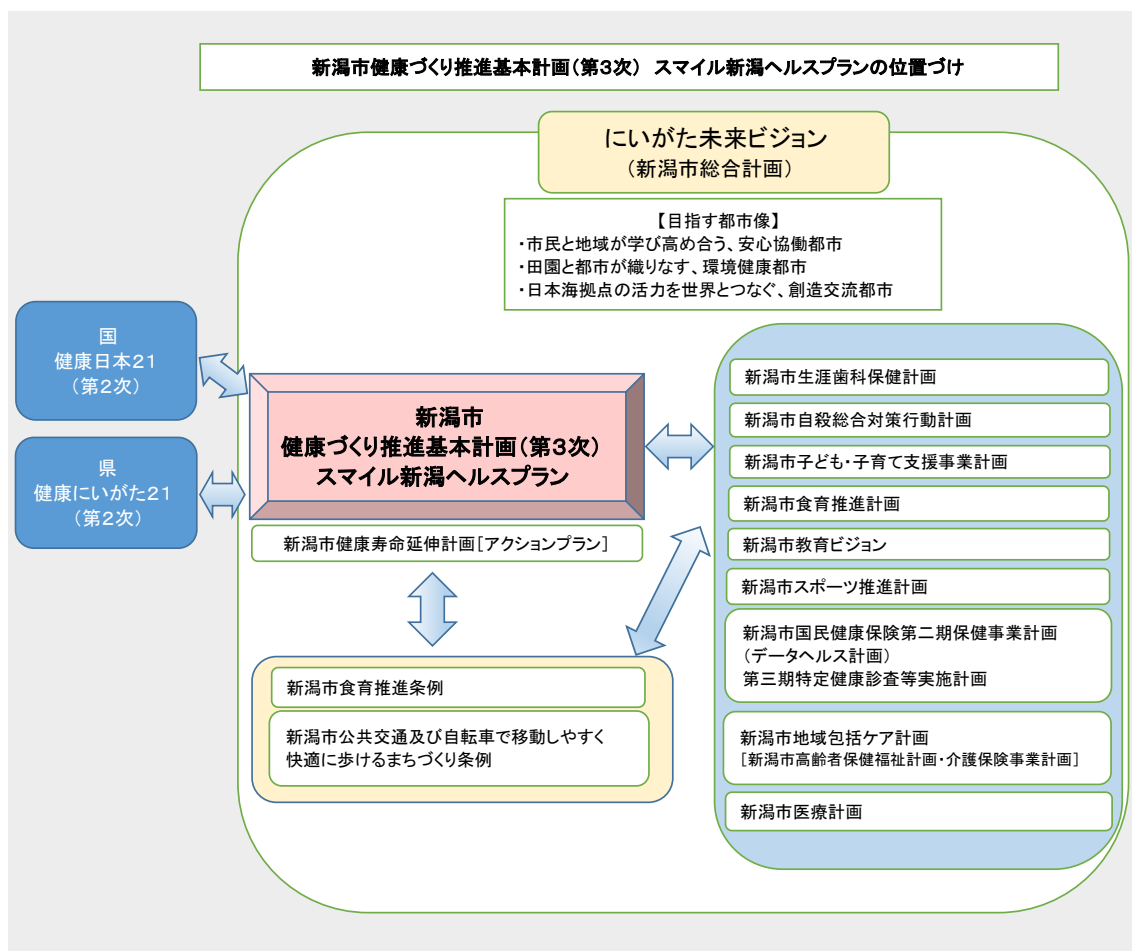 新潟市健康づくり推進基本計画(第3次) スマイル新潟ヘルスプランの位置づけ
にいがた未来ビジョン
(新潟市総合計画)
【目指す都市像】
・市民と地域が学び高め合う、安心協働都市
・田園と都市が織りなす、環境健康都市
・日本海拠点の活力を世界とつなぐ、創造交流都市
国
健康日本21
(第2次)
県
健康にいがた21
(第2次)
新潟市
健康づくり推進基本計画(第3次)
スマイル新潟ヘルスプラン
新潟市健康寿命延伸計画[アクションプラン]
新潟市食育推進条例
新潟市公共交通及び自転車で移動しやすく
快適に歩けるまちづくり条例
新潟市生涯歯科保健計画
新潟市自殺総合対策行動計画
新潟市子ども・子育て支援事業計画
新潟市食育推進計画
新潟市教育ビジョン
新潟市スポーツ推進計画
新潟市国民健康保険第二期保健事業計画
(データヘルス計画)
第三期特定健康診査等実施計画
新潟市地域包括ケア計画
[新潟市高齢者保健福祉計画・介護保険事業計画]
新潟市医療計画